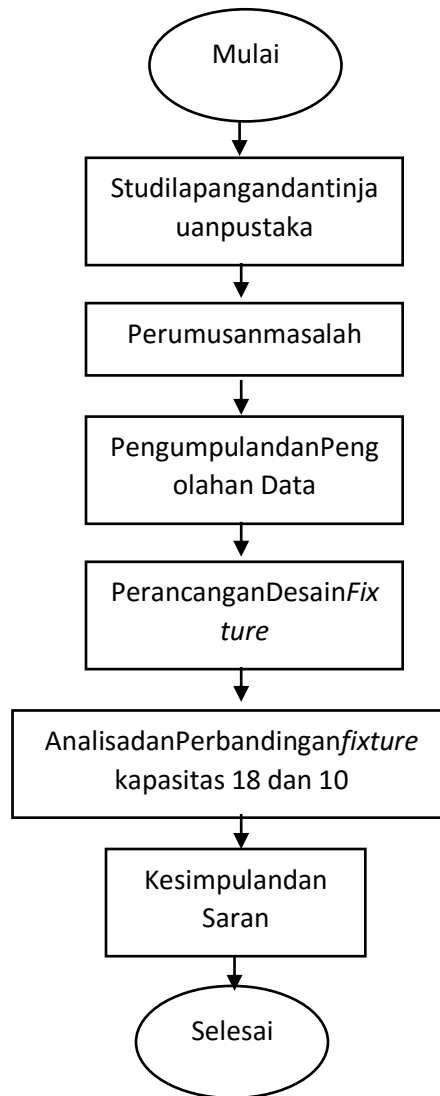 Mulai
Studilapangandantinja
uanpustaka
Perumusanmasalah
PengumpulandanPeng
olahan Data
PerancanganDesainFix
ture
AnalisadanPerbandinganfixture
kapasitas 18 dan 10
Kesimpulandan
Saran
Selesai